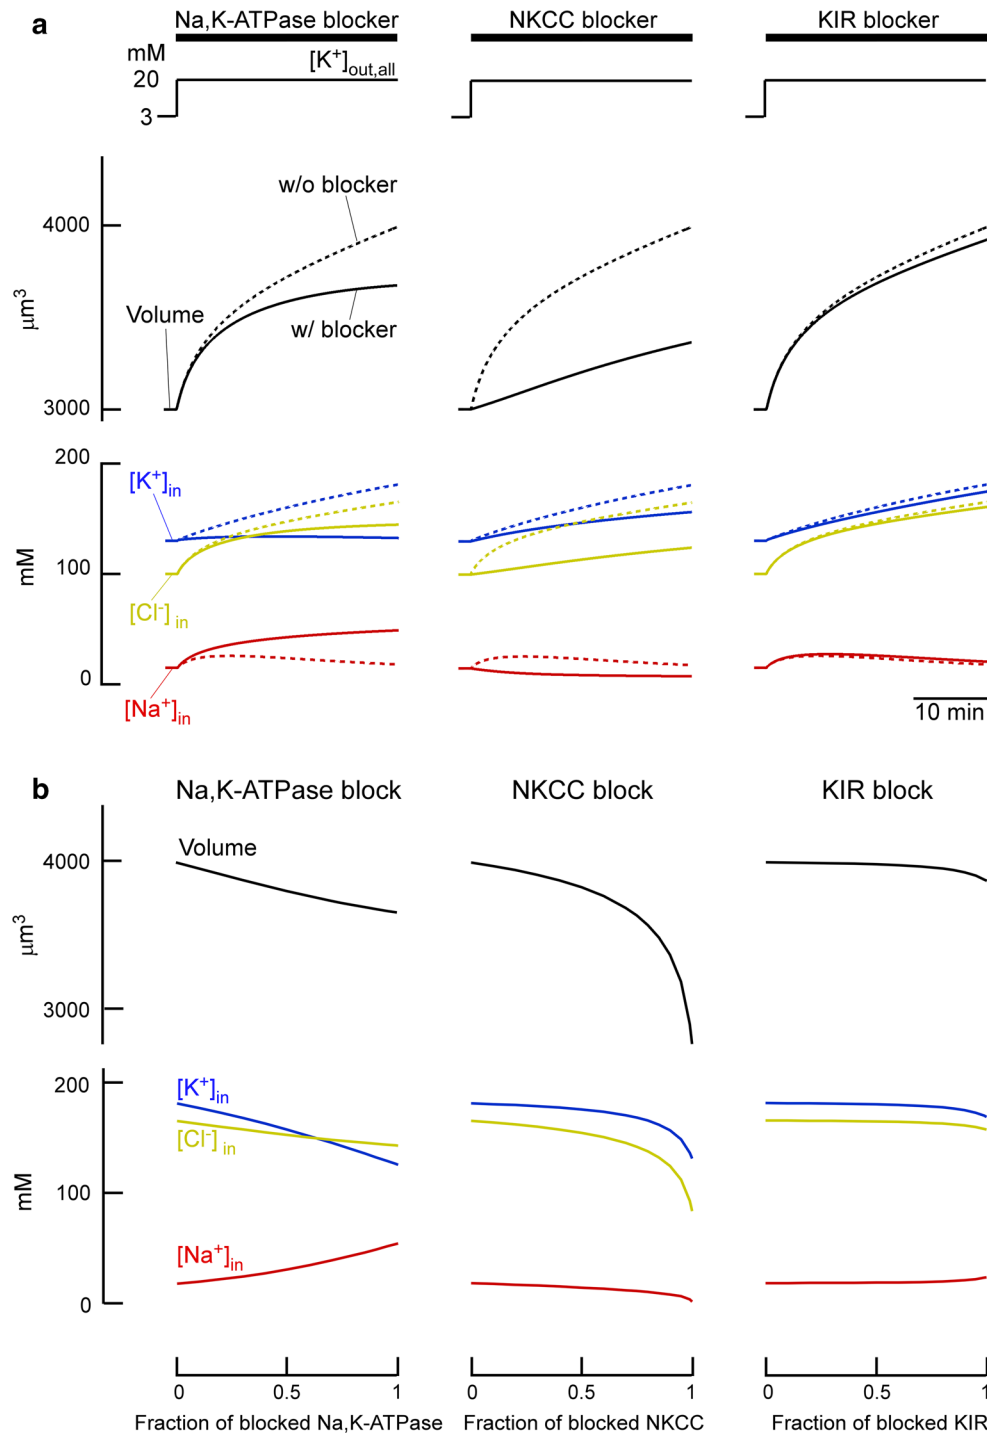 a
Na,K-ATPase blocker
NKCC blocker
KIR blocker
mM
20
3
[K+]out,all
4000
3000
μm3
w/o blocker
w/ blocker
Volume
200
100
0
mM
[K+]in
[Cl-]in
[Na+]in
10 min
b
Na,K-ATPase block
NKCC block
KIR block
Volume
4000
3000
μm3
200
100
0
mM
[K+]in
[Cl-]in
[Na+]in
0 0.5 1
0 0.5 1
0 0.5 1
Fraction of blocked Na,K-ATPase
Fraction of blocked NKCC
Fraction of blocked KIR